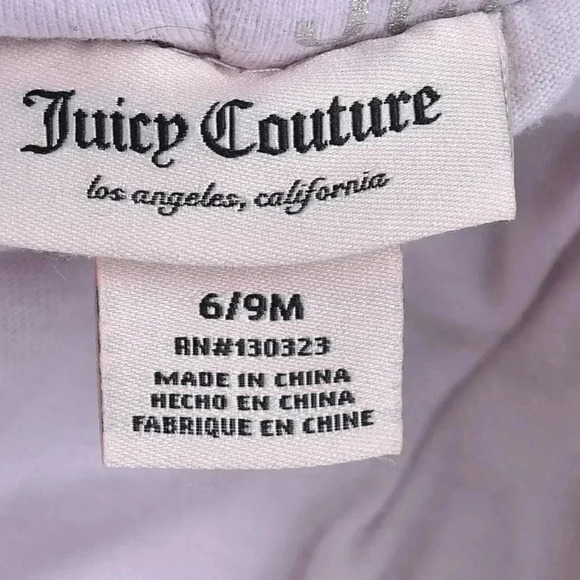 Juicy Couture
los angeles, california
6/9M
RN#130323
MADE IN CHINA
HECHO EN CHINA
FABRIQUE EN CHINE